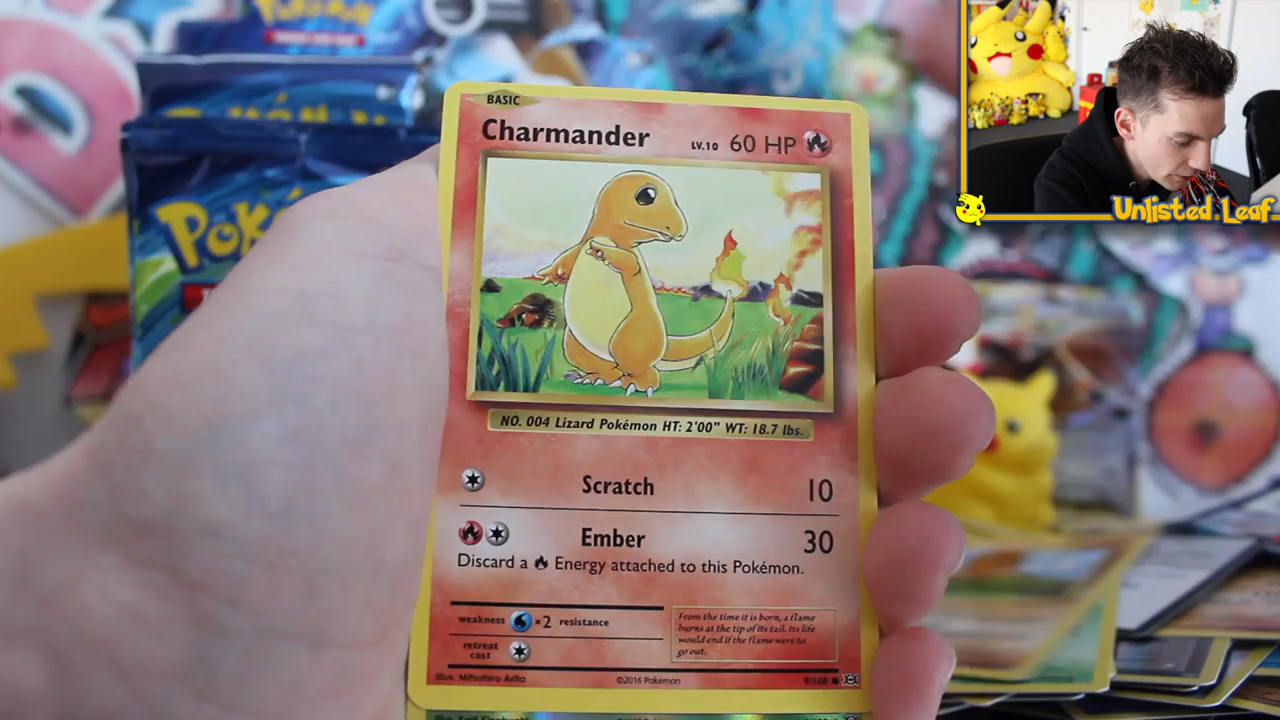 BASIC
Charmander LV.10 60 HP
NO. 004 Lizard Pokémon HT: 2'00" WT: 18.7 lbs.
Scratch 10
Ember 30
Discard a Energy attached to this Pokémon.
weakness ×2 resistance
retreat
cost
From the time it is born, a flame
burns at the tip of its tail. Its life
would end if the flame were to
go out.
Illus. Mitsuhiro Arita ©2016 Pokémon 9/108
Unlisted Leaf
Pokémon